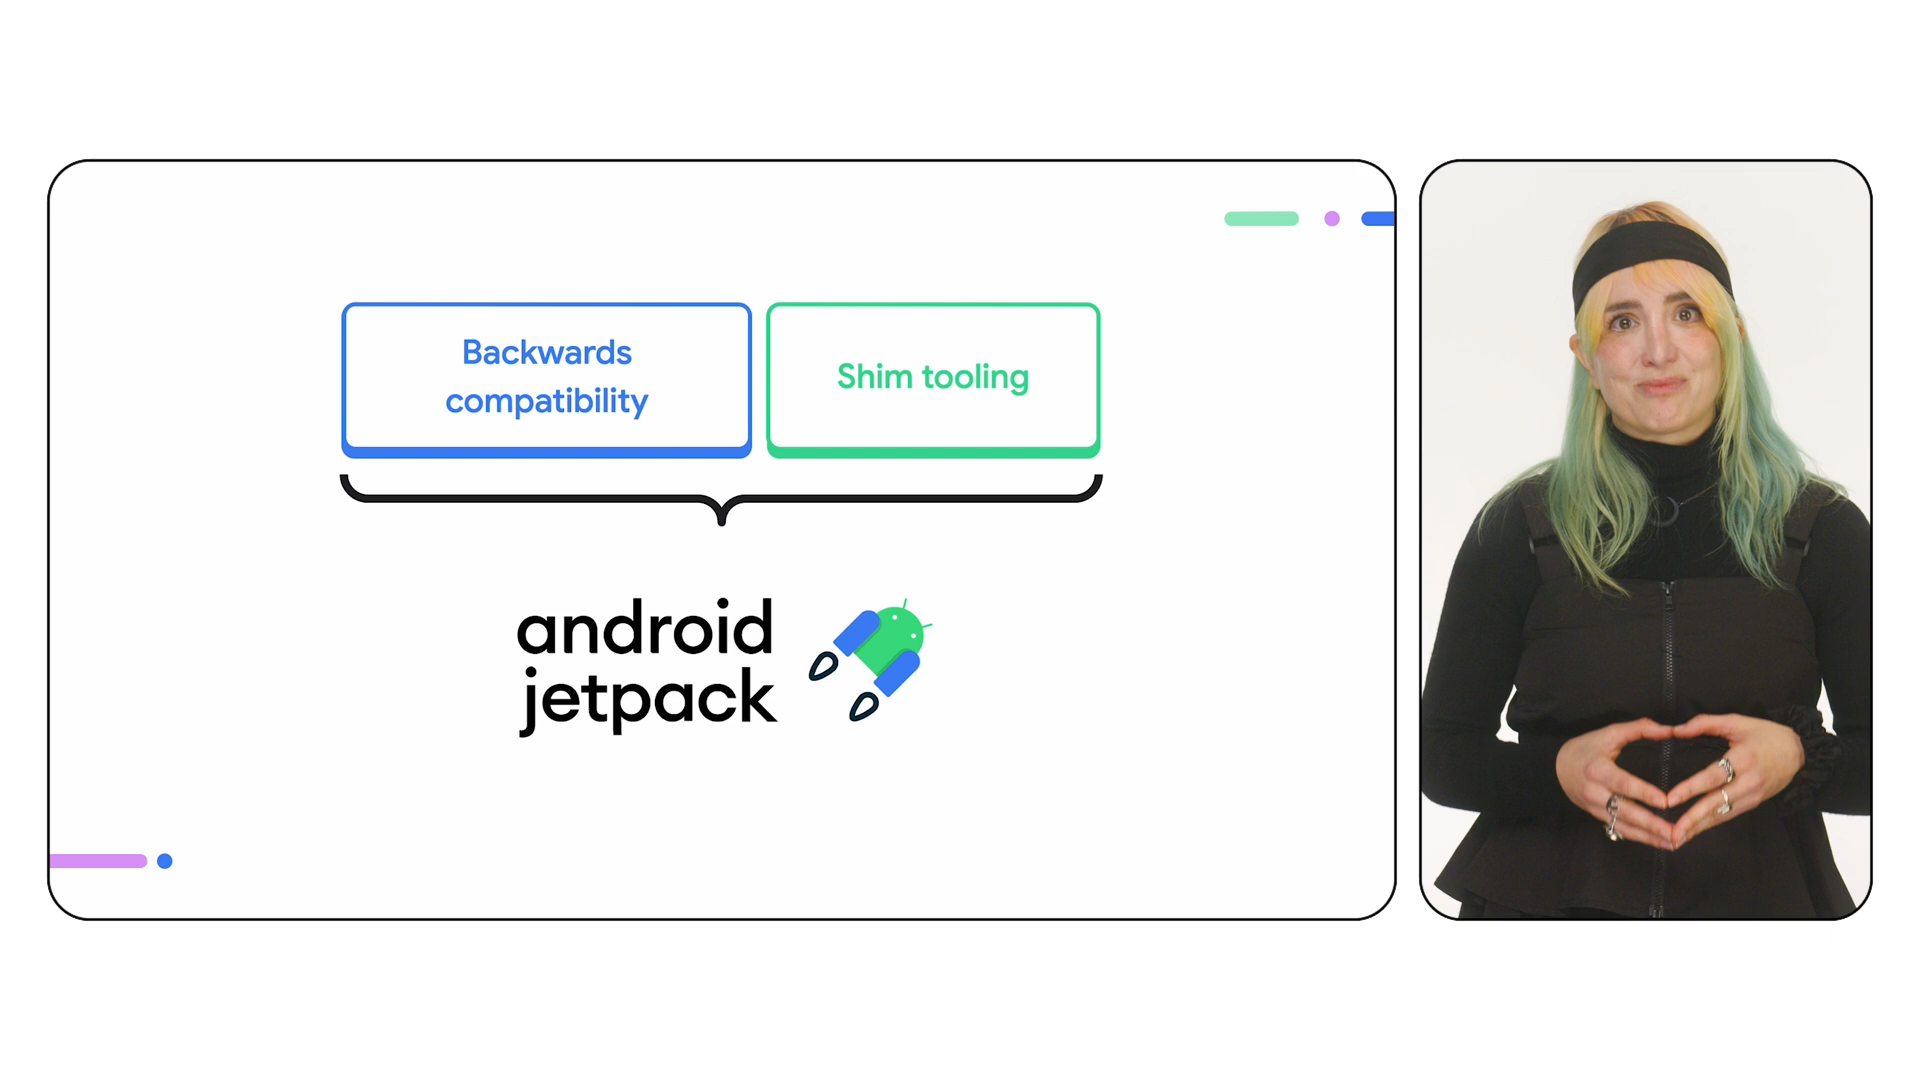 Backwards
compatibility
Shim tooling
android
jetpack